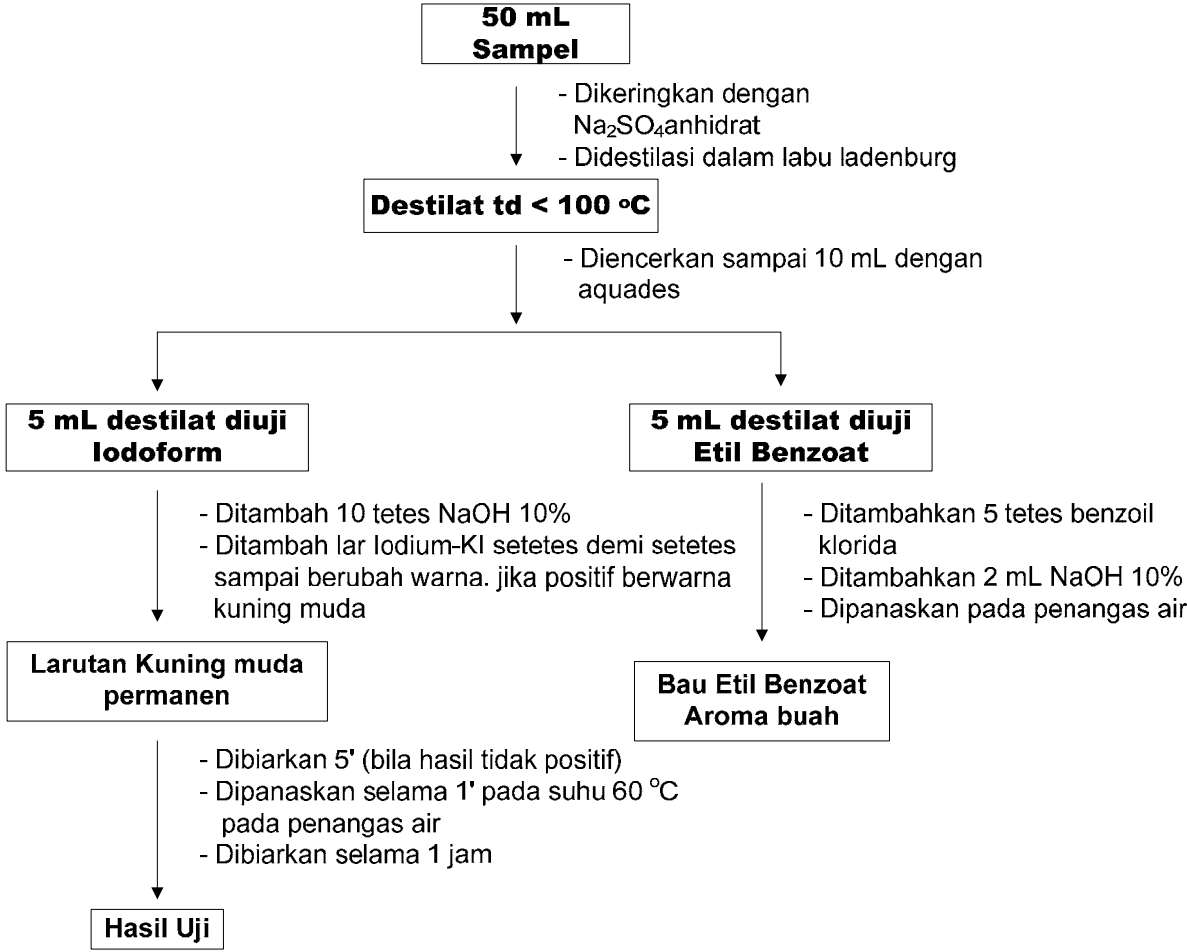 50 mL
Sampel
- Dikeringkan dengan
Na₂SO₄anhidrat
- Didestilasi dalam labu ladenburg
Destilat td < 100 ºC
- Diencerkan sampai 10 mL dengan
aquades
5 mL destilat diuji
Iodoform
- Ditambah 10 tetes NaOH 10%
- Ditambah lar Iodium-KI setetes demi setetes
sampai berubah warna. jika positif berwarna
kuning muda
Larutan Kuning muda
permanen
- Dibiarkan 5' (bila hasil tidak positif)
- Dipanaskan selama 1' pada suhu 60 ºC
pada penangas air
- Dibiarkan selama 1 jam
Hasil Uji
5 mL destilat diuji
Etil Benzoat
- Ditambahkan 5 tetes benzoil
klorida
- Ditambahkan 2 mL NaOH 10%
- Dipanaskan pada penangas air
Bau Etil Benzoat
Aroma buah